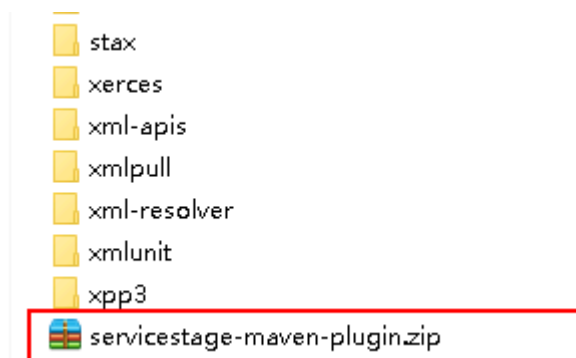 stax
xerces
xml-apis
xmlpull
xml-resolver
xmlunit
xpp3
servicestage-maven-plugin.zip